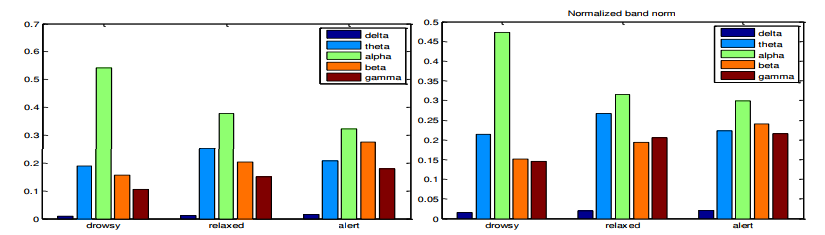 0.7
0.6
0.5
0.4
0.3
0.2
0.1
0
drowsy relaxed alert
delta
theta
alpha
beta
gamma
Normalized band norm
0.5
0.45
0.4
0.35
0.3
0.25
0.2
0.15
0.1
0.05
0
drowsy relaxed alert
delta
theta
alpha
beta
gamma